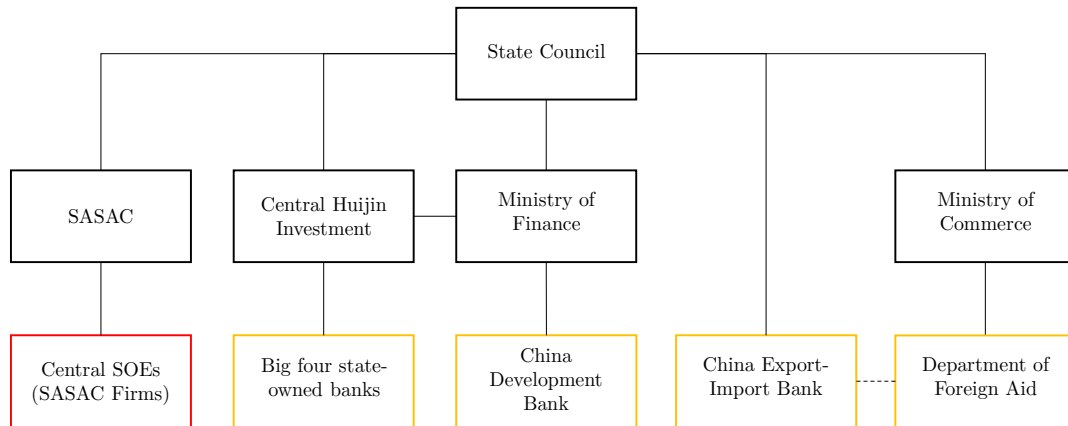 State Council
SASAC
Central Huijin
Investment
Ministry of
Finance
Ministry of
Commerce
Central SOEs
(SASAC Firms)
Big four state-
owned banks
China
Development
Bank
China Export-
Import Bank
Department of
Foreign Aid